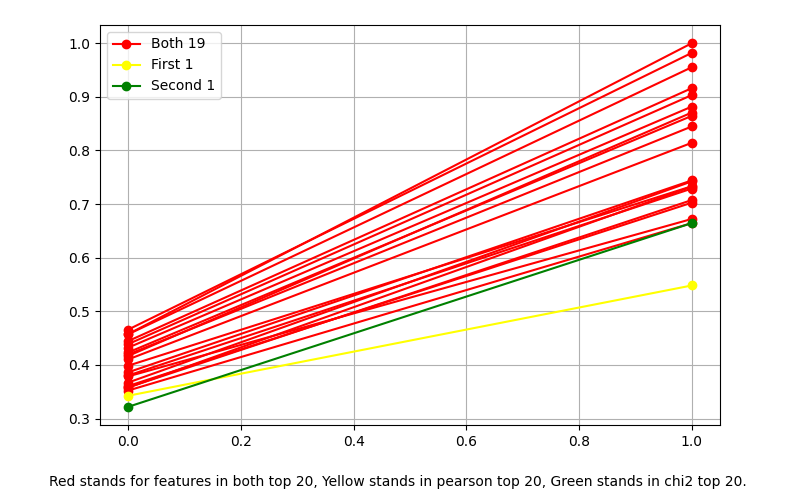 1.0
0.9
0.8
0.7
0.6
0.5
0.4
0.3
Both 19
First 1
Second 1
0.0 0.2 0.4 0.6 0.8 1.0
Red stands for features in both top 20, Yellow stands in pearson top 20, Green stands in chi2 top 20.